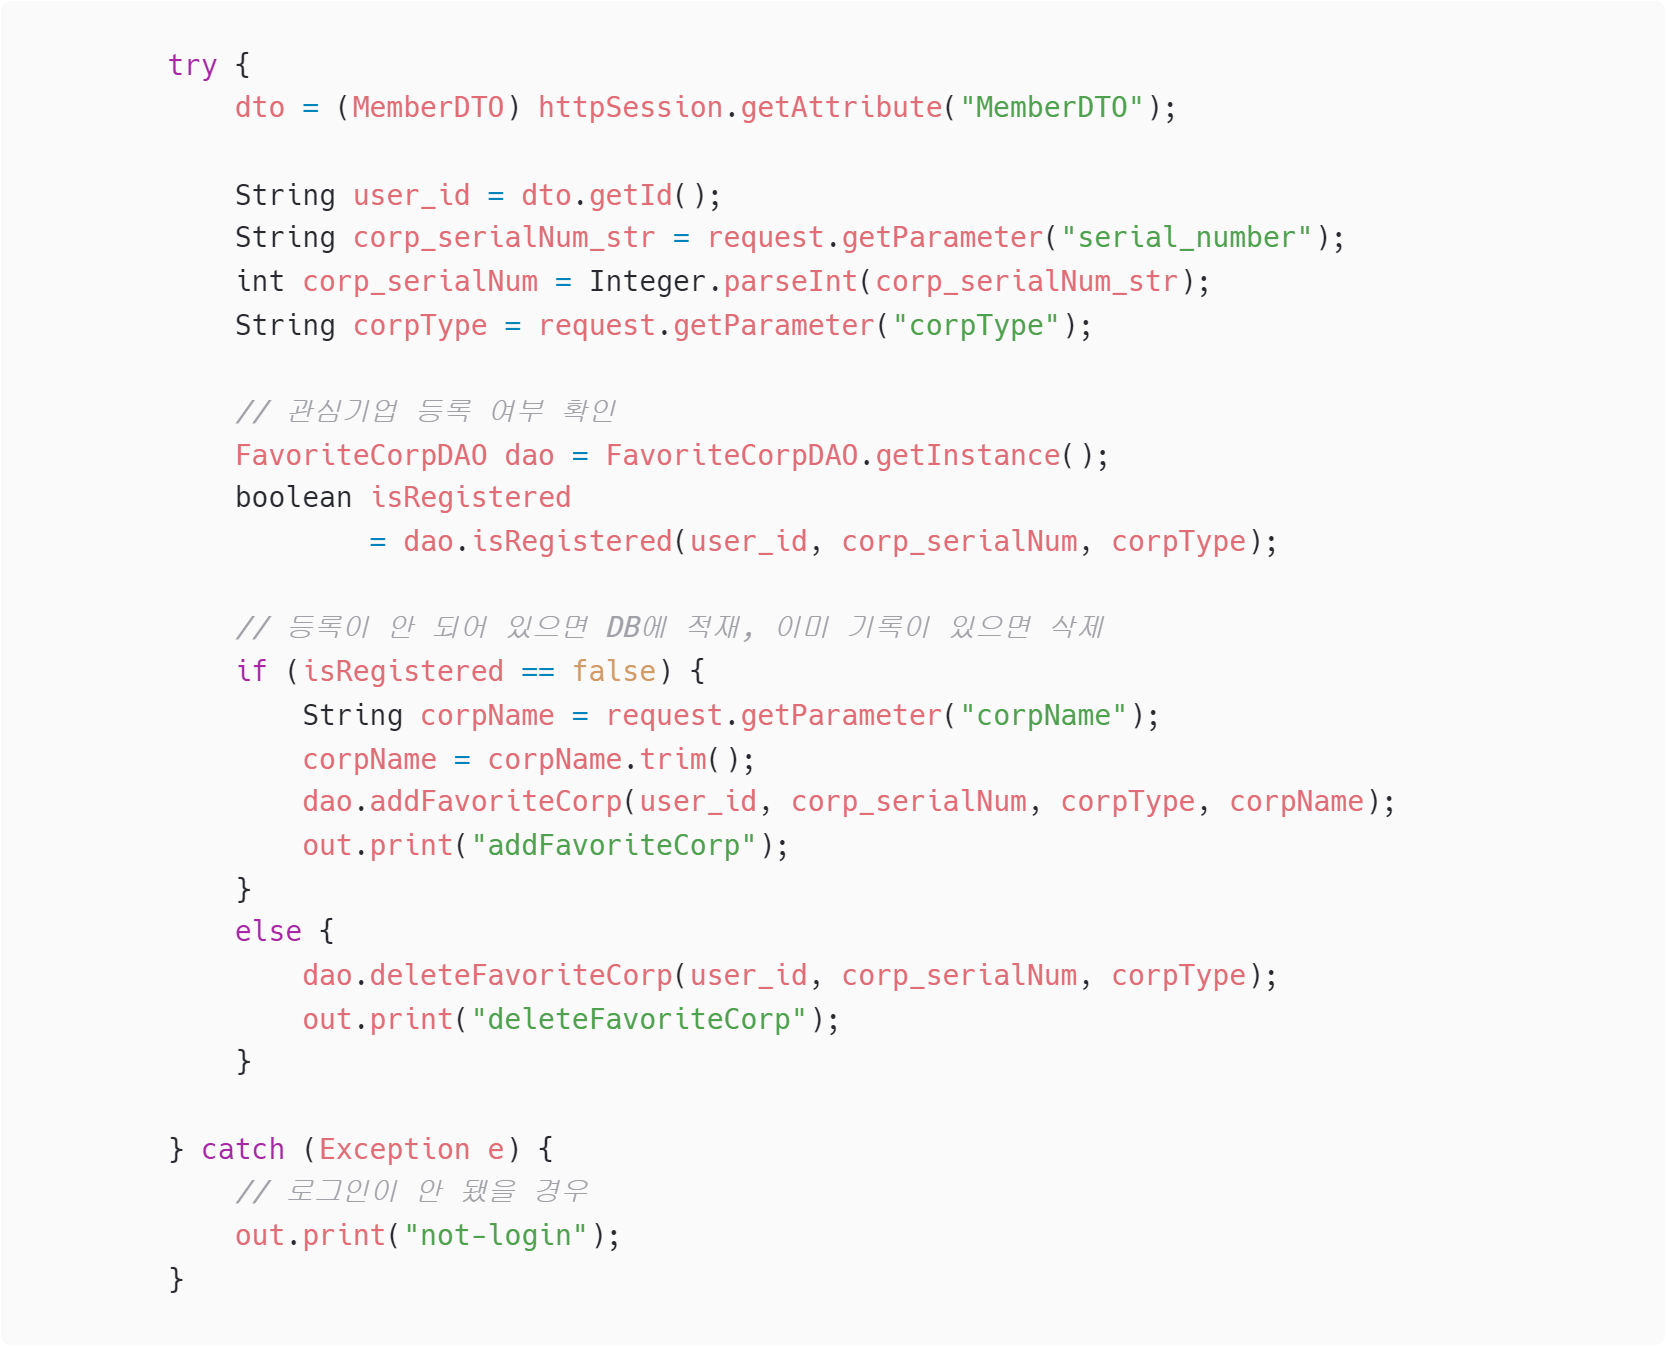 try {
dto = (MemberDTO) httpSession.getAttribute("MemberDTO");
String user_id = dto.getId();
String corp_serialNum_str = request.getParameter("serial_number");
int corp_serialNum = Integer.parseInt(corp_serialNum_str);
String corpType = request.getParameter("corpType");
// 관심기업 등록 여부 확인
FavoriteCorpDAO dao = FavoriteCorpDAO.getInstance();
boolean isRegistered
= dao.isRegistered(user_id, corp_serialNum, corpType);
// 등록이 안 되어 있으면 DB에 적재, 이미 기록이 있으면 삭제
if (isRegistered == false) {
String corpName = request.getParameter("corpName");
corpName = corpName.trim();
dao.addFavoriteCorp(user_id, corp_serialNum, corpType, corpName);
out.print("addFavoriteCorp");
}
else {
dao.deleteFavoriteCorp(user_id, corp_serialNum, corpType);
out.print("deleteFavoriteCorp");
}
} catch (Exception e) {
// 로그인이 안 됐을 경우
out.print("not-login");
}